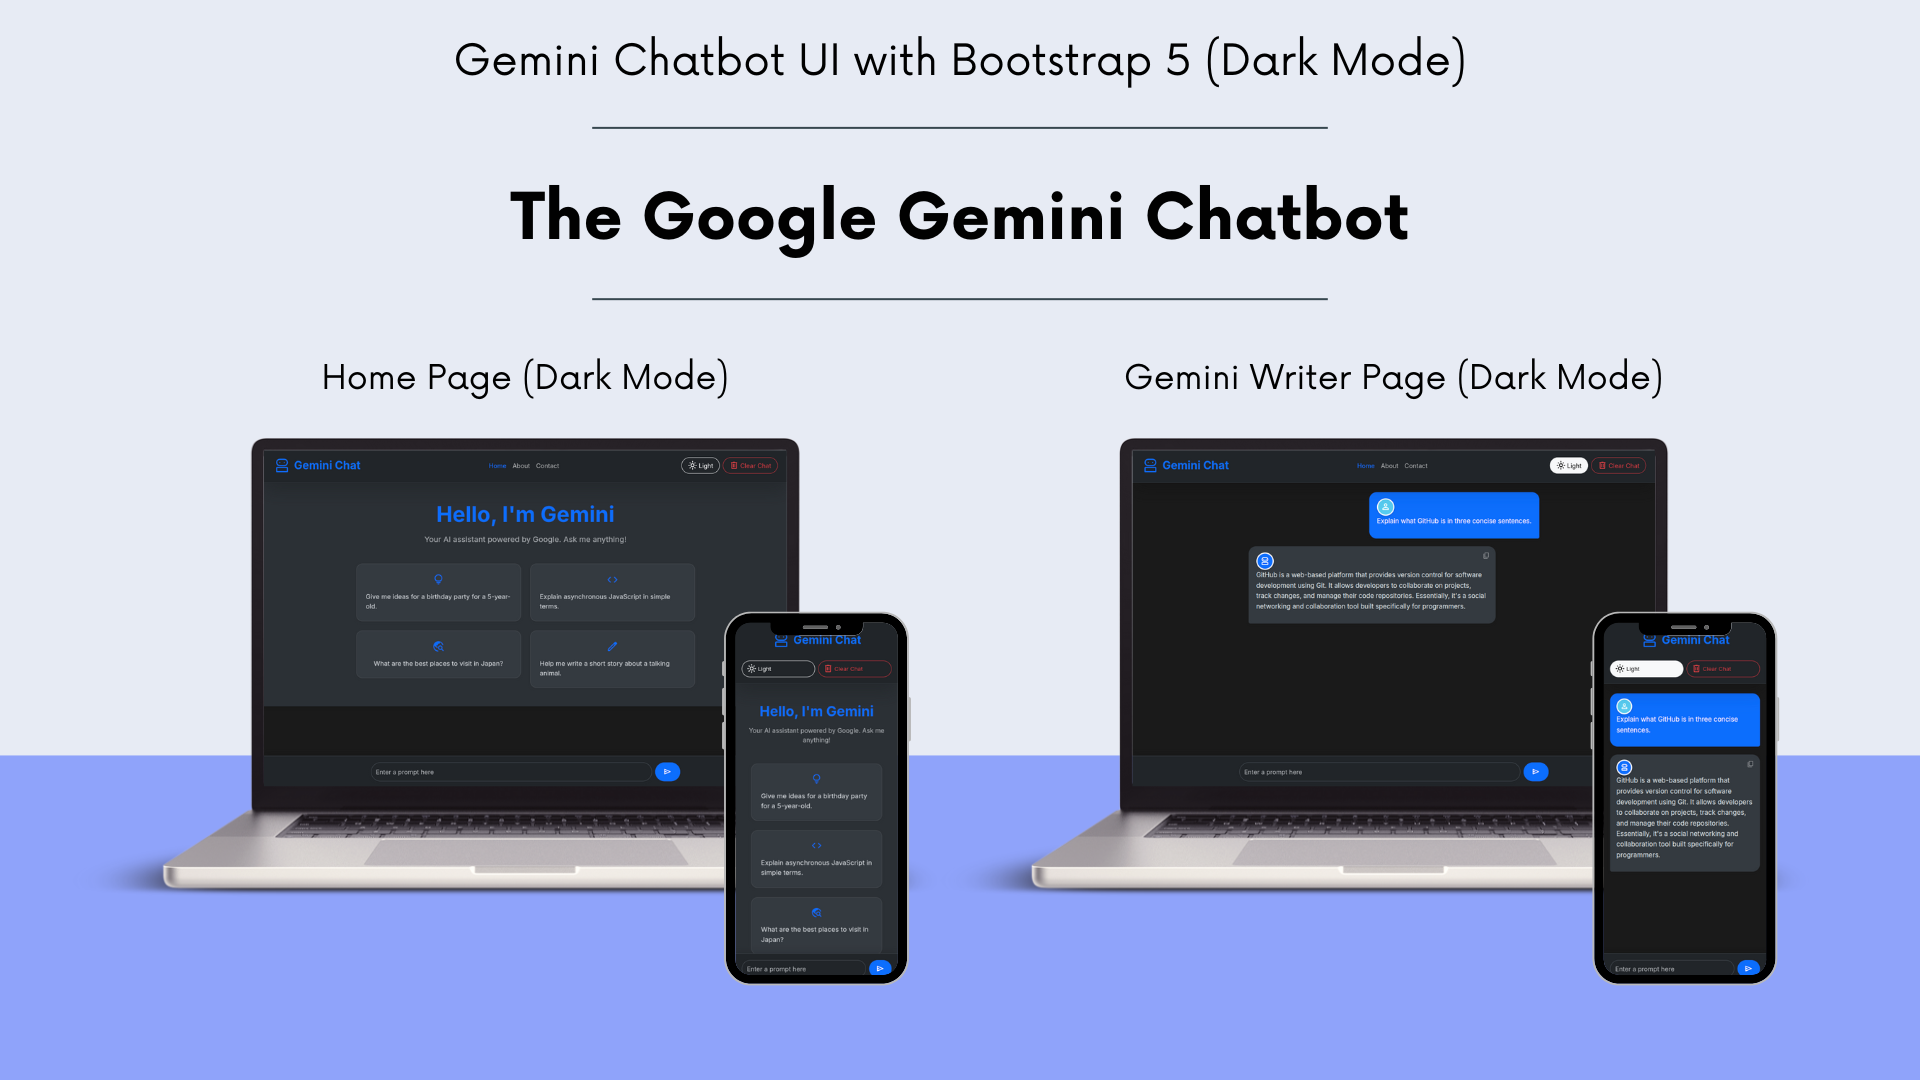 Gemini Chatbot UI with Bootstrap 5 (Dark Mode)
The Google Gemini Chatbot
Home Page (Dark Mode)
Gemini Chat
Home About Contact
Light
Clear Chat
Hello, I'm Gemini
Your AI assistant powered by Google. Ask me anything!
Give me ideas for a birthday party for a 5-year-
old.
Explain asynchronous JavaScript in simple
terms.
What are the best places to visit in Japan?
Help me write a short story about a talking
animal.
Enter a prompt here
Gemini Chat
Light
Clear Chat
Hello, I'm Gemini
Your AI assistant powered by Google. Ask me
anything!
Give me ideas for a birthday party
for a 5-year-old.
Explain asynchronous JavaScript in
simple terms.
What are the best places to visit in
Japan?
Enter a prompt here
Gemini Writer Page (Dark Mode)
Gemini Chat
Home About Contact
Light
Clear Chat
Explain what GitHub is in three concise sentences.
GitHub is a web-based platform that provides version control for software
development using Git. It allows developers to collaborate on projects,
track changes, and manage their code repositories. Essentially, it's a social
networking and collaboration tool built specifically for programmers.
Enter a prompt here
Gemini Chat
Light
Clear Chat
Explain what GitHub is in three concise
sentences.
GitHub is a web-based platform that
provides version control for software
development using Git. It allows developers
to collaborate on projects, track changes,
and manage their code repositories.
Essentially, it's a social networking and
collaboration tool built specifically for
programmers.
Enter a prompt here